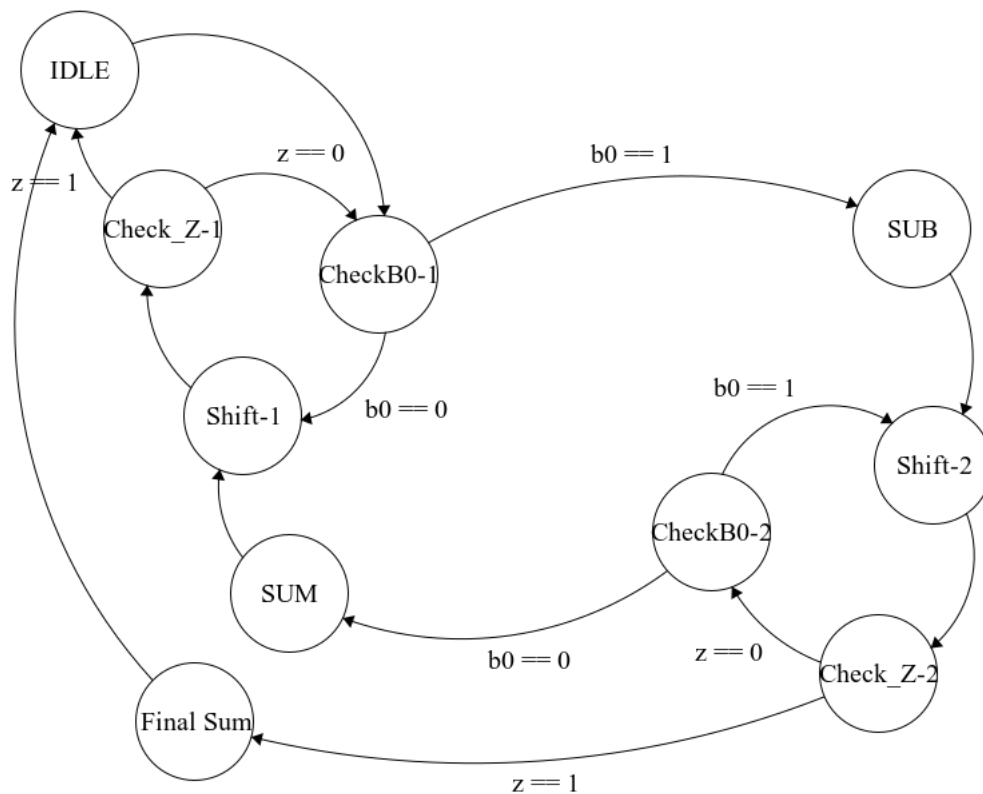 IDLE
z == 0
b0 == 1
z == 1
Check_Z-1
SUB
CheckB0-1
b0 == 1
Shift-1
b0 == 0
Shift-2
CheckB0-2
SUM
z == 0
b0 == 0
Check_Z-2
Final Sum
z == 1